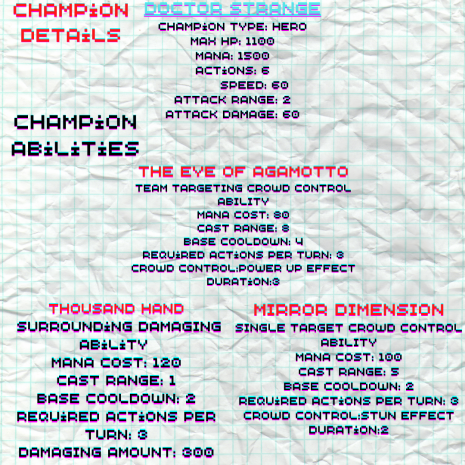 CHAMPiON
DETAiLS
DOCTOR STRANGE
CHAMPiON TYPE: HERO
MAX HP: 1100
MANA: 1500
ACTiONS: 6
SPEED: 60
ATTACK RANGE: 2
ATTACK DAMAGE: 60
CHAMPiON
ABiLiTiES
THE EYE OF AGAMOTTO
TEAM TARGETING CROWD CONTROL
ABILITY
MANA COST: 80
CAST RANGE: 8
BASE COOLDOWN: 4
REQUiRED ACTiONS PER TURN: 3
CROWD CONTROL:POWER UP EFFECT
DURATiON:3
THOUSAND HAND
SURROUNDiNG DAMAGING
ABiLiTY
MANA COST: 120
CAST RANGE: 1
BASE COOLDOWN: 2
REQUiRED ACTiONS PER
TURN: 3
DAMAGING AMOUNT: 300
MIRROR DIMENSION
SINGLE TARGET CROWD CONTROL
ABILITY
MANA COST: 100
CAST RANGE: 5
BASE COOLDOWN: 2
REQUiRED ACTiONS PER TURN: 3
CROWD CONTROL:STUN EFFECT
DURATiON:2